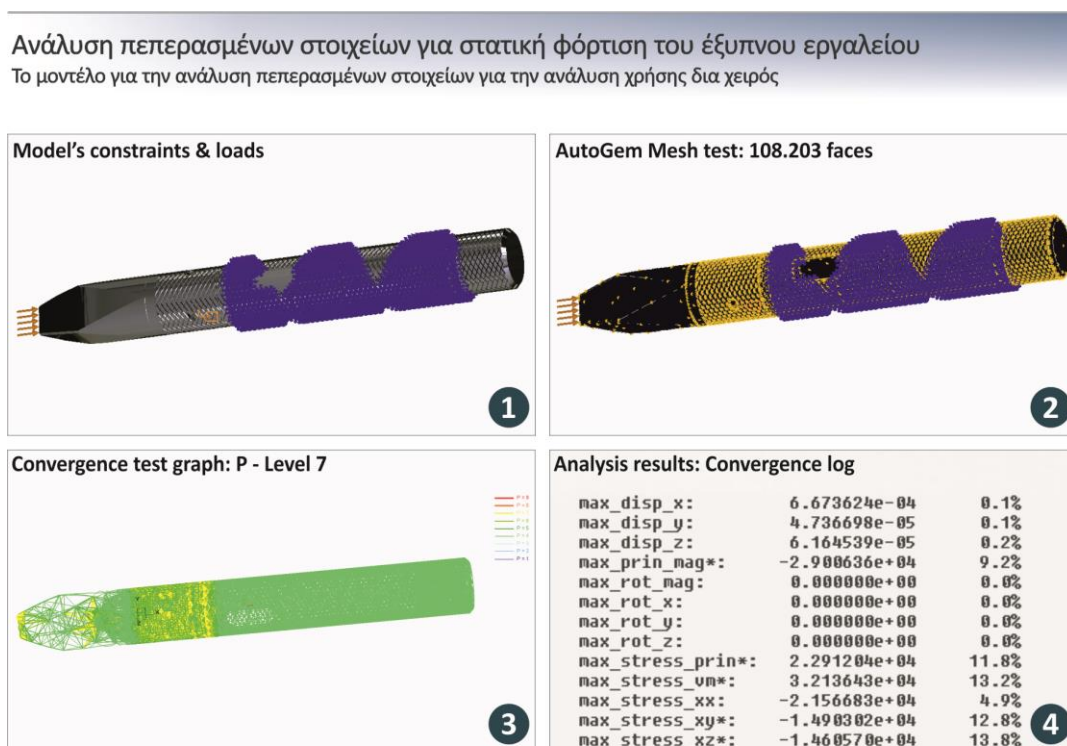 Ανάλυση πεπερασμένων στοιχείων για στατική φόρτιση του έξυπνου εργαλείου
Το μοντέλο για την ανάλυση πεπερασμένων στοιχείων για την ανάλυση χρήσης δια χειρός
Model's constraints & loads
1
AutoGem Mesh test: 108.203 faces
2
Convergence test graph: P - Level 7
3
Analysis results: Convergence log
max_disp_x: 6.673624e-04 0.1%
max_disp_y: 4.736698e-05 0.1%
max_disp_z: 6.164539e-05 0.2%
max_prin_mag*: -2.900636e+04 9.2%
max_rot_mag: 0.000000e+00 0.0%
max_rot_x: 0.000000e+00 0.0%
max_rot_y: 0.000000e+00 0.0%
max_rot_z: 0.000000e+00 0.0%
max_stress_prin*: 2.291204e+04 11.8%
max_stress_vm*: 3.213643e+04 13.2%
max_stress_xx: -2.156683e+04 4.9%
max_stress_xy*: -1.490302e+04 12.8%
max_stress_xz*: -1.460570e+04 13.8%
4